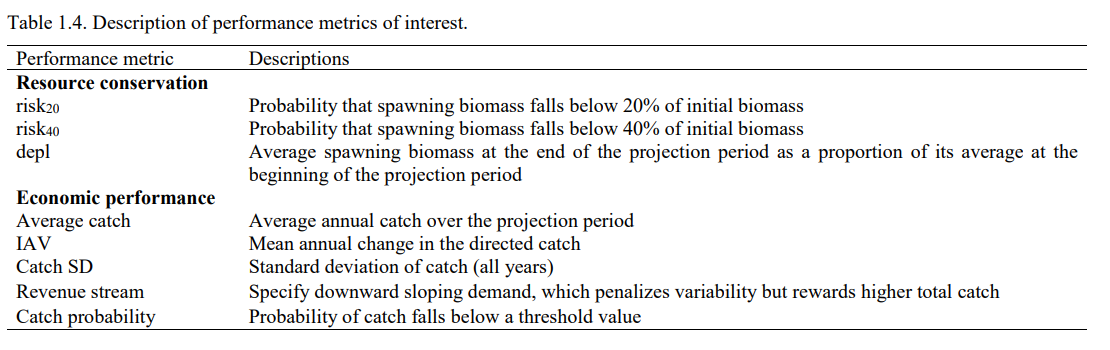 Table 1.4. Description of performance metrics of interest.
Performance metric Descriptions
Resource conservation
risk20 Probability that spawning biomass falls below 20% of initial biomass
risk40 Probability that spawning biomass falls below 40% of initial biomass
depl Average spawning biomass at the end of the projection period as a proportion of its average at the
beginning of the projection period
Economic performance
Average catch Average annual catch over the projection period
IAV Mean annual change in the directed catch
Catch SD Standard deviation of catch (all years)
Revenue stream Specify downward sloping demand, which penalizes variability but rewards higher total catch
Catch probability Probability of catch falls below a threshold value